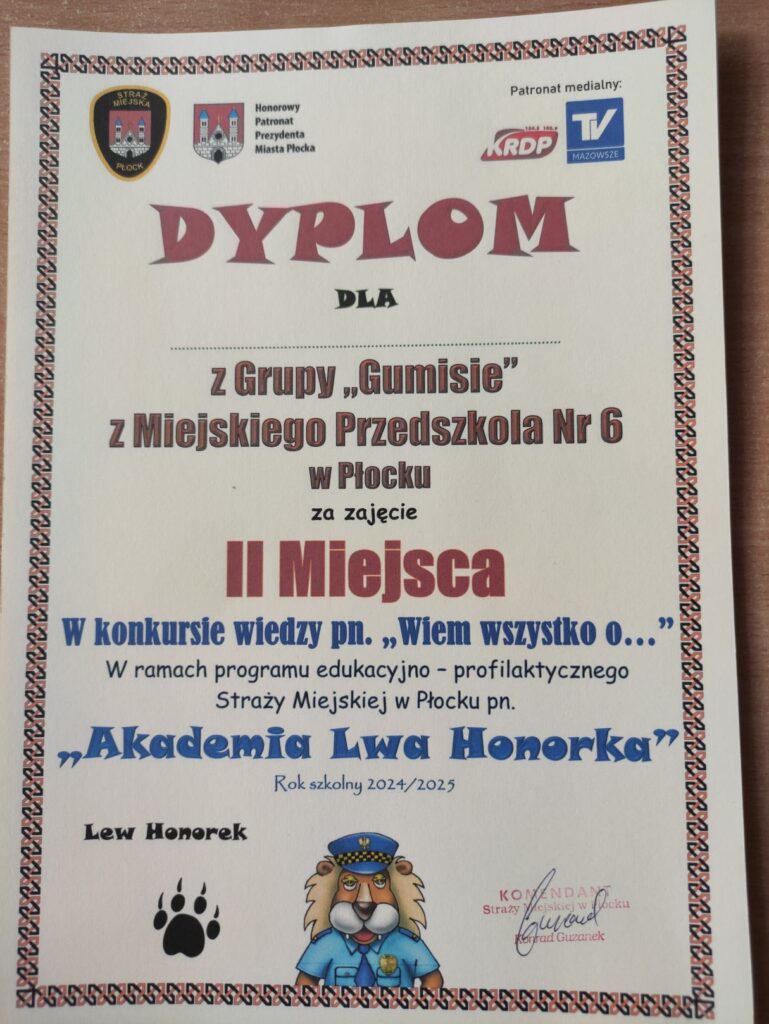 STRAŻ
MIEJSKA
PŁOCK
Honorowy
Patronat
Prezydenta
Miasta Płocka
Patronat medialny:
KRDP
TV
MAZOWSZE
DYPLOM
DLA
z Grupy „Gumisie”
z Miejskiego Przedszkola Nr 6
w Płocku
za zajęcie
II Miejsca
W konkursie wiedzy pn. „Wiem wszystko o...”
W ramach programu edukacyjno – profilaktycznego
Straży Miejskiej w Płocku pn.
„Akademia Lwa Honorka”
Rok szkolny 2024/2025
Lew Honorek
KOMENDANT
Straży Miejskiej w Płocku
Konrad Guzanek